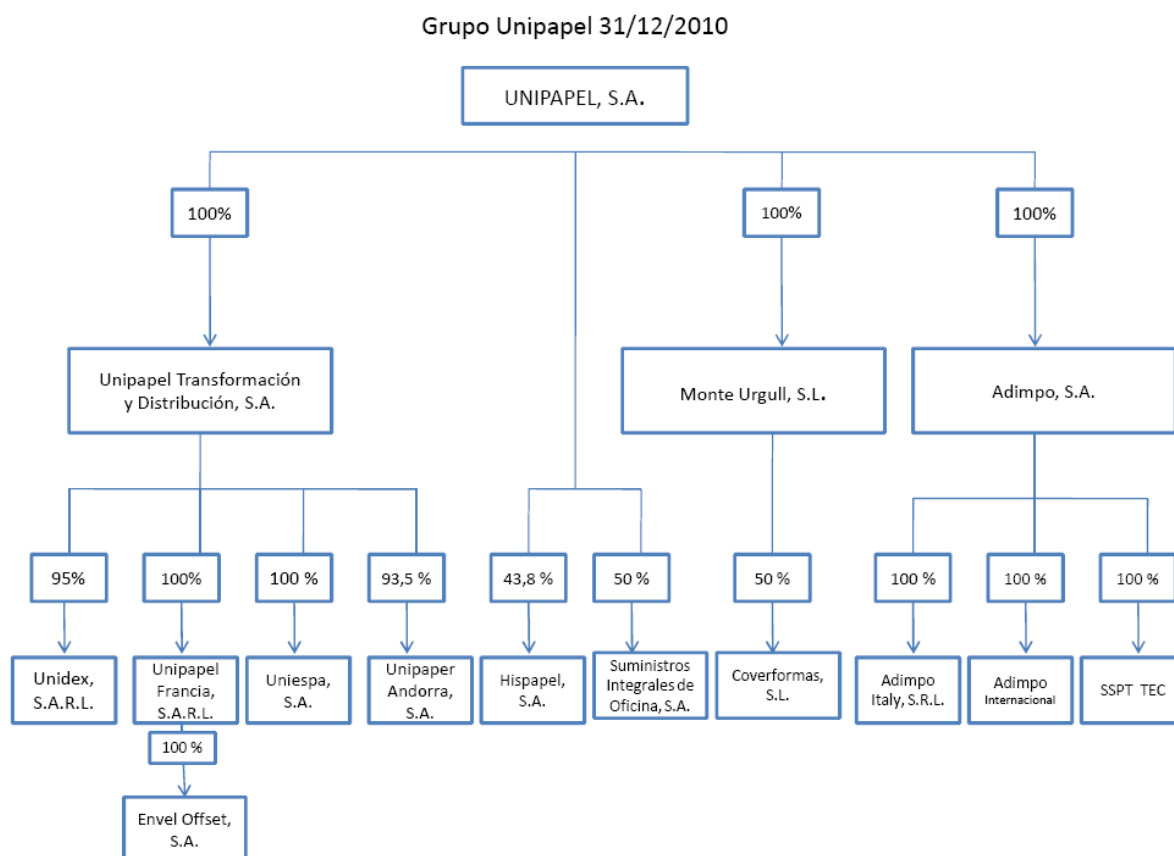 Grupo Unipapel 31/12/2010
UNIPAPEL, S.A.
100%
100%
100%
Unipapel Transformación
y Distribución, S.A.
Monte Urgull, S.L.
Adimpo, S.A.
95%
100%
100 %
93,5 %
43,8 %
50 %
50 %
100 %
100 %
100 %
Unidex,
S.A.R.L.
Unipapel
Francia,
S.A.R.L.
Uniespa,
S.A.
Unipaper
Andorra,
S.A.
Hispapel,
S.A.
Suministros
Integrales de
Oficina, S.A.
Coverformas,
S.L.
Adimpo
Italy, S.R.L.
Adimpo
Internacional
SSPT TEC
100 %
Envel Offset,
S.A.